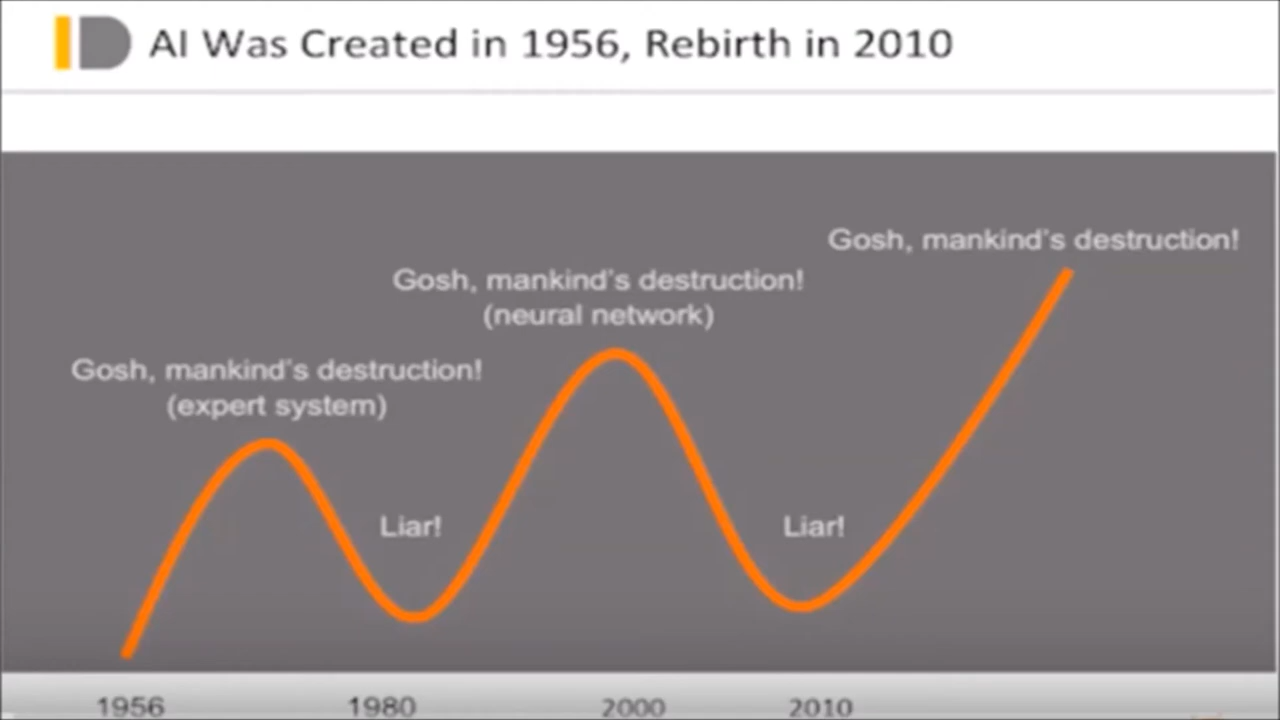 AI Was Created in 1956, Rebirth in 2010
Gosh, mankind's destruction!
Gosh, mankind's destruction!
(neural network)
Gosh, mankind's destruction!
(expert system)
Liar!
Liar!
1956
1980
2000
2010